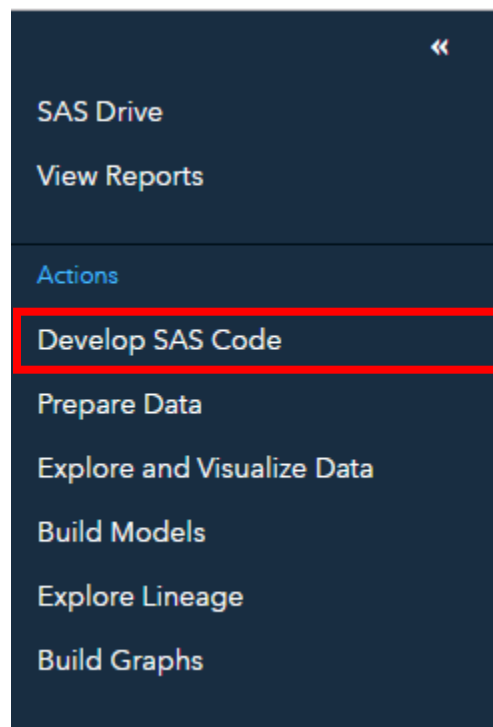 «
SAS Drive
View Reports
Actions
Develop SAS Code
Prepare Data
Explore and Visualize Data
Build Models
Explore Lineage
Build Graphs